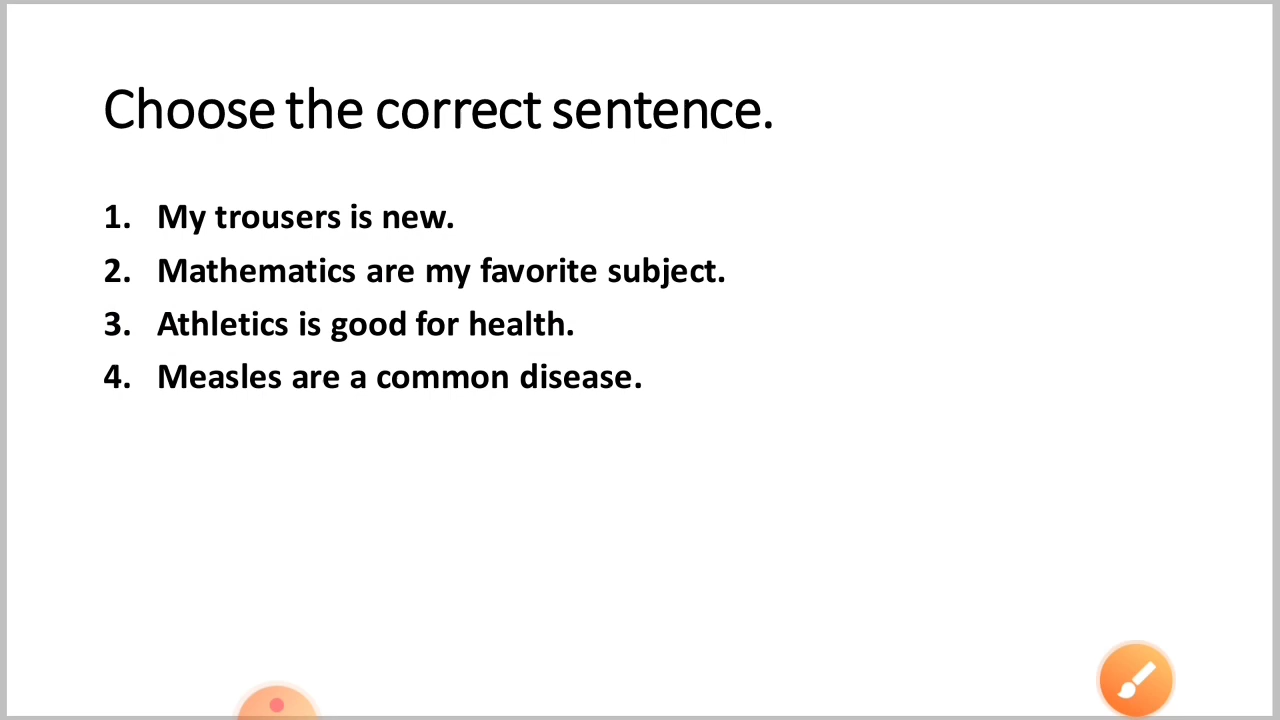 Choose the correct sentence.
1. My trousers is new.
2. Mathematics are my favorite subject.
3. Athletics is good for health.
4. Measles are a common disease.